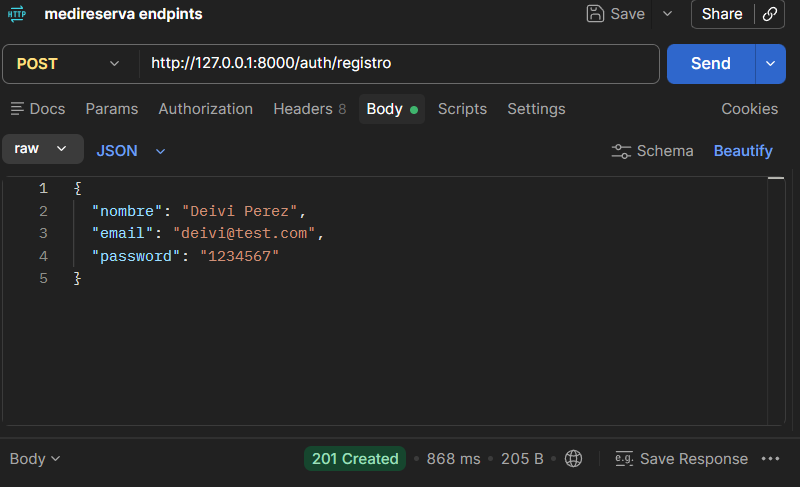 HTTP medireserva endpints Save Share
POST http://127.0.0.1:8000/auth/registro Send
Docs Params Authorization Headers 8 Body Scripts Settings Cookies
raw JSON Schema Beautify
1 {
2 "nombre": "Deivi Perez",
3 "email": "deivi@test.com",
4 "password": "1234567"
5 }
Body 201 Created • 868 ms • 205 B • e.g. Save Response